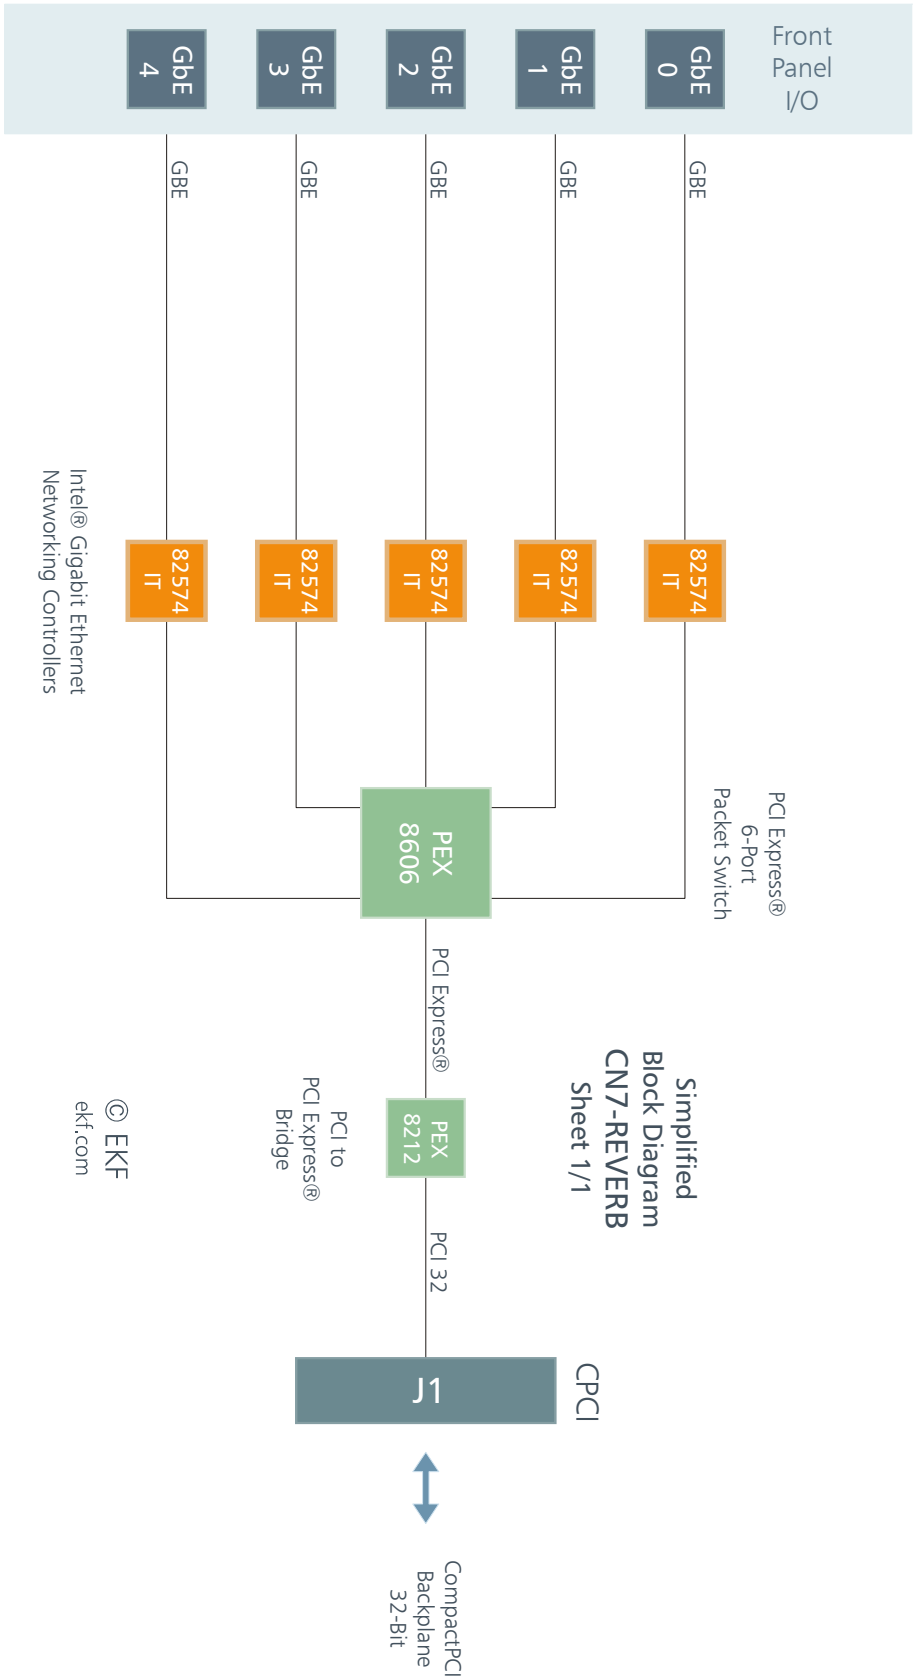 Front
Panel
I/O
GbE
0
GbE
1
GbE
2
GbE
3
GbE
4
GBE
GBE
GBE
GBE
GBE
82574
IT
82574
IT
82574
IT
82574
IT
82574
IT
Intel® Gigabit Ethernet
Networking Controllers
PCI Express®
6-Port
Packet Switch
PEX
8606
PCI Express®
Simplified
Block Diagram
CN7-REVERB
Sheet 1/1
PEX
8212
PCI to
PCI Express®
Bridge
© EKF
ekf.com
PCI 32
CPCI
J1
CompactPCI
Backplane
32-Bit